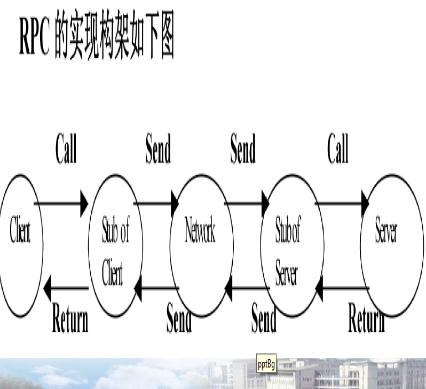 RPC 的实现构架如下图
Call Send Send Call
Client Stub of Client Network Stub of Server Server
Return Send Send Return
pptBg